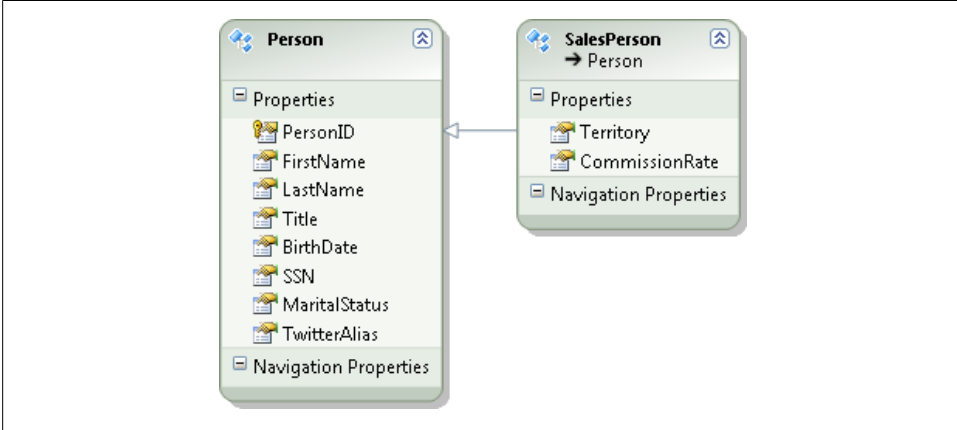 Person
Properties
PersonID
FirstName
LastName
Title
BirthDate
SSN
MaritalStatus
TwitterAlias
Navigation Properties
SalesPerson
→ Person
Properties
Territory
CommissionRate
Navigation Properties